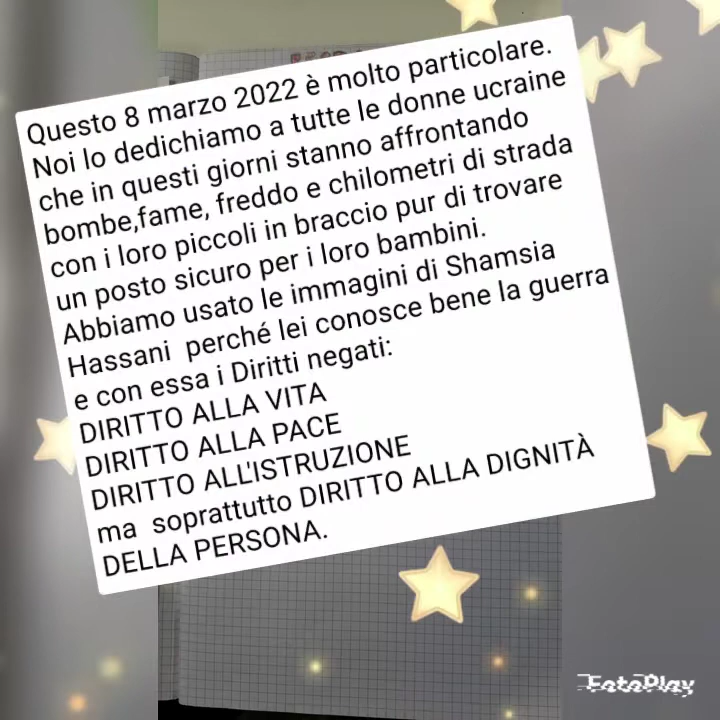 Questo 8 marzo 2022 è molto particolare.
Noi lo dedichiamo a tutte le donne ucraine
che in questi giorni stanno affrontando
bombe,fame, freddo e chilometri di strada
con i loro piccoli in braccio pur di trovare
un posto sicuro per i loro bambini.
Abbiamo usato le immagini di Shamsia
Hassani perché lei conosce bene la guerra
e con essa i Diritti negati:
DIRITTO ALLA VITA
DIRITTO ALLA PACE
DIRITTO ALL'ISTRUZIONE
ma soprattutto DIRITTO ALLA DIGNITÀ
DELLA PERSONA.
FotoPlay